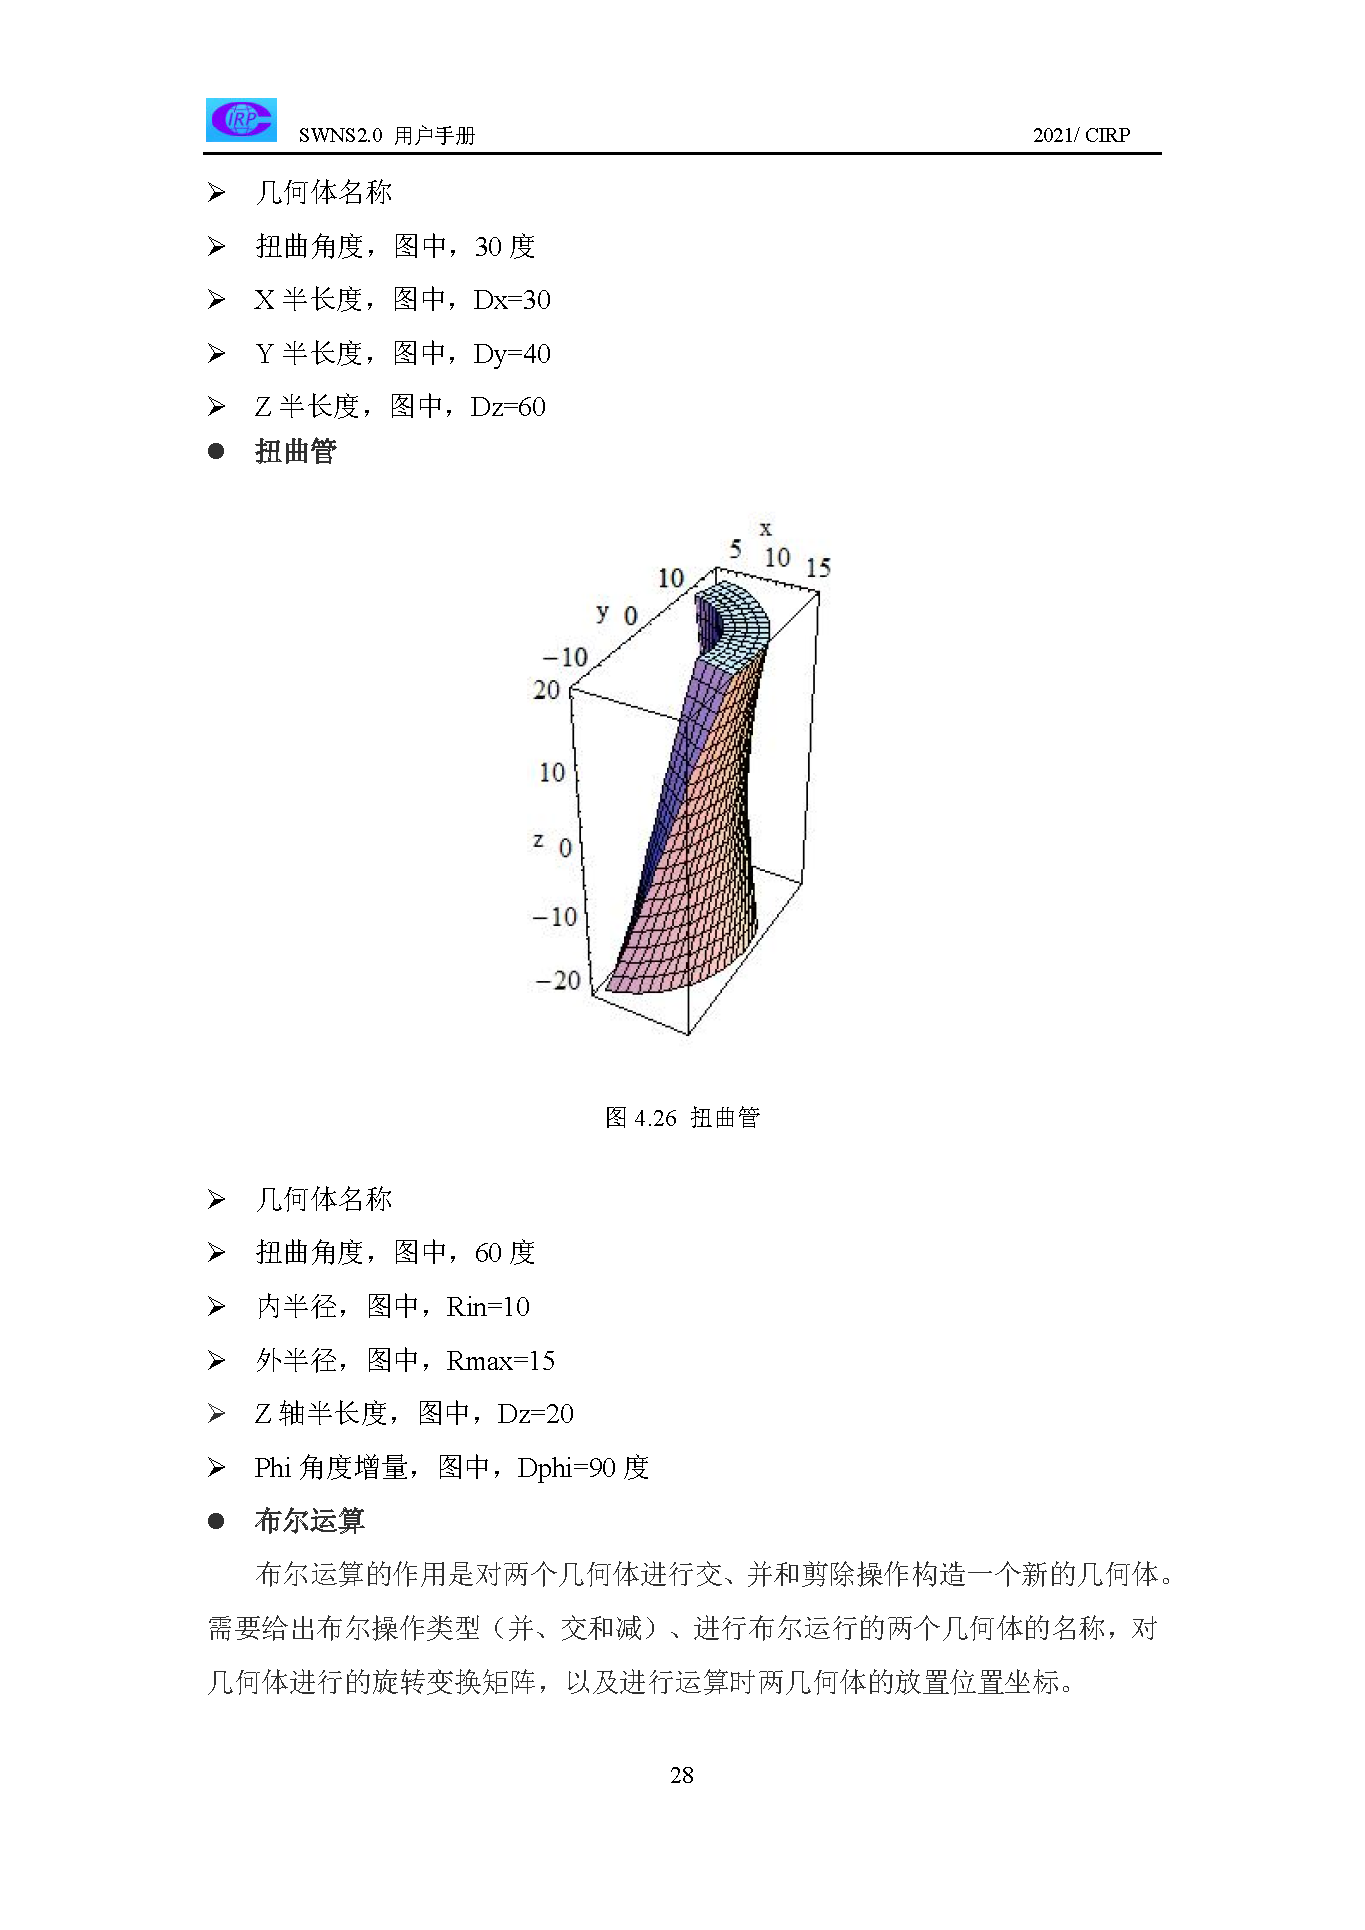 IRP
SWNS2.0 用户手册 2021/ CIRP
➢ 几何体名称
➢ 扭曲角度，图中，30 度
➢ X 半长度，图中，Dx=30
➢ Y 半长度，图中，Dy=40
➢ Z 半长度，图中，Dz=60
● 扭曲管
x
5 10 15
10
y 0
−10
20
10
z 0
−10
−20
图 4.26 扭曲管
➢ 几何体名称
➢ 扭曲角度，图中，60 度
➢ 内半径，图中，Rin=10
➢ 外半径，图中，Rmax=15
➢ Z 轴半长度，图中，Dz=20
➢ Phi 角度增量，图中，Dphi=90 度
● 布尔运算
布尔运算的作用是对两个几何体进行交、并和剪除操作构造一个新的几何体。
需要给出布尔操作类型（并、交和减）、进行布尔运行的两个几何体的名称，对
几何体进行的旋转变换矩阵，以及进行运算时两几何体的放置位置坐标。
28